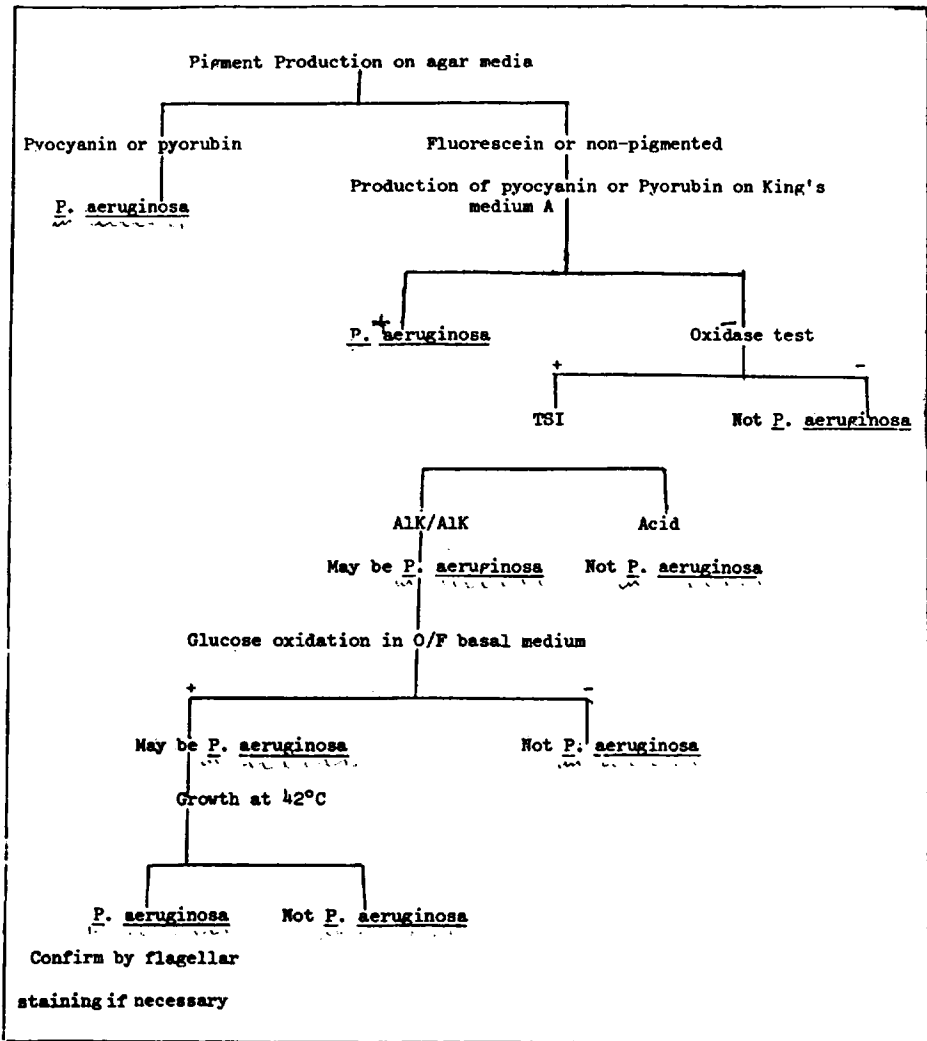 Pigment Production on agar media
Pyocyanin or pyorubin
Fluorescein or non-pigmented
Production of pyocyanin or Pyorubin on King's
medium A
P. aeruginosa
+
P. aeruginosa
-
Oxidase test
+
-
TSI
Not P. aeruginosa
AlK/AlK
Acid
May be P. aeruginosa
Not P. aeruginosa
Glucose oxidation in O/F basal medium
+
-
May be P. aeruginosa
Not P. aeruginosa
Growth at 42°C
P. aeruginosa
Not P. aeruginosa
Confirm by flagellar
staining if necessary